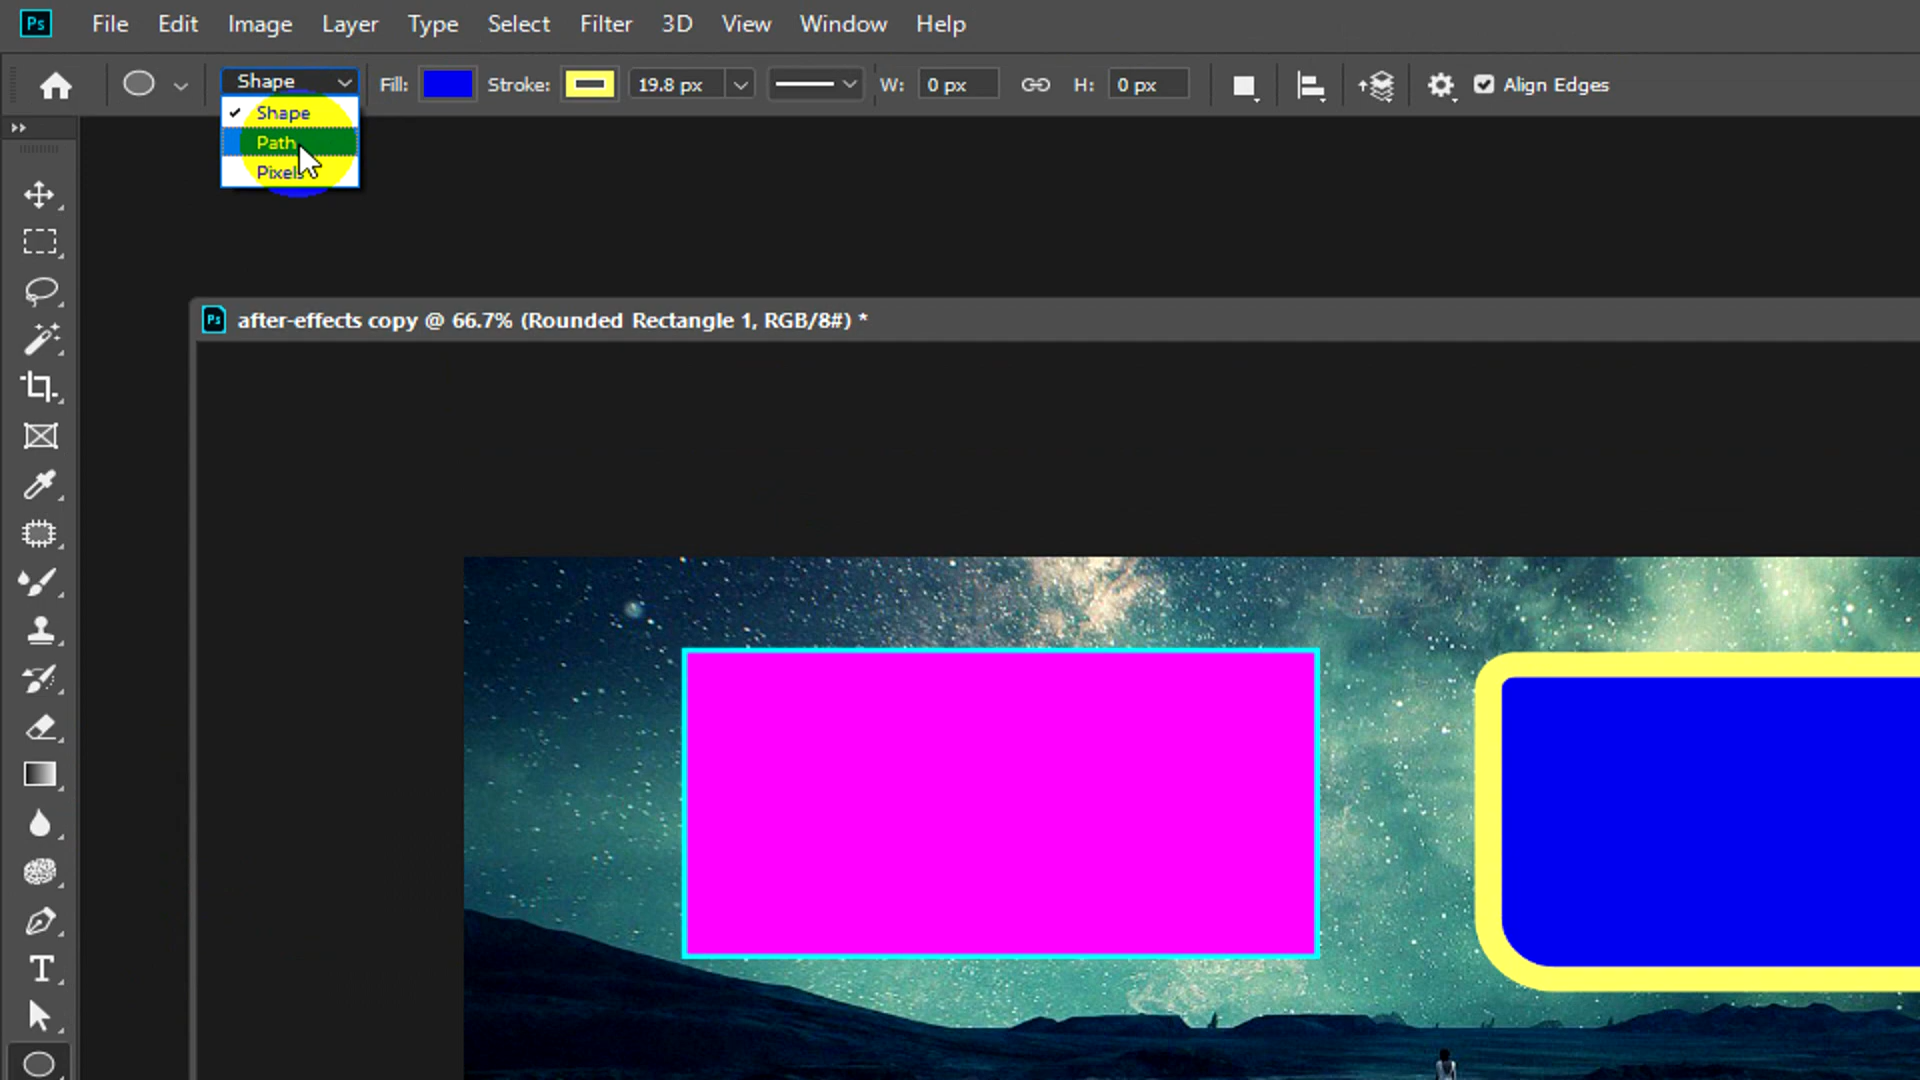 Ps File Edit Image Layer Type Select Filter 3D View Window Help
Shape Fill: Stroke: 19.8 px W: 0 px H: 0 px Align Edges
Shape
Path
Pixels
Ps after-effects copy @ 66.7% (Rounded Rectangle 1, RGB/8#) *